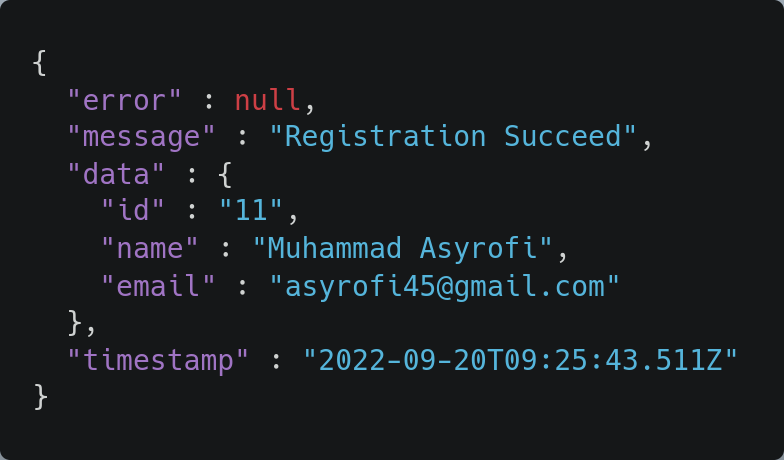 {
  "error" : null,
  "message" : "Registration Succeed",
  "data" : {
    "id" : "11",
    "name" : "Muhammad Asyrofi",
    "email" : "asyrofi45@gmail.com"
  },
  "timestamp" : "2022-09-20T09:25:43.511Z"
}